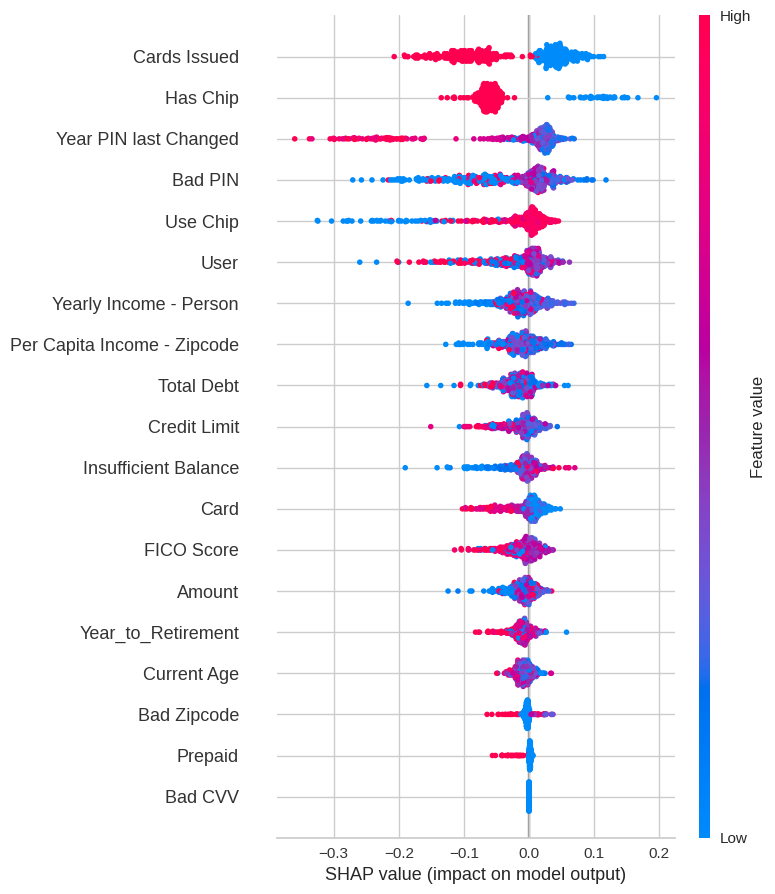 High
Cards Issued
Has Chip
Year PIN last Changed
Bad PIN
Use Chip
User
Yearly Income - Person
Per Capita Income - Zipcode
Total Debt
Credit Limit
Insufficient Balance
Card
FICO Score
Amount
Year_to_Retirement
Current Age
Bad Zipcode
Prepaid
Bad CVV
Feature value
Low
−0.3 −0.2 −0.1 0.0 0.1 0.2
SHAP value (impact on model output)